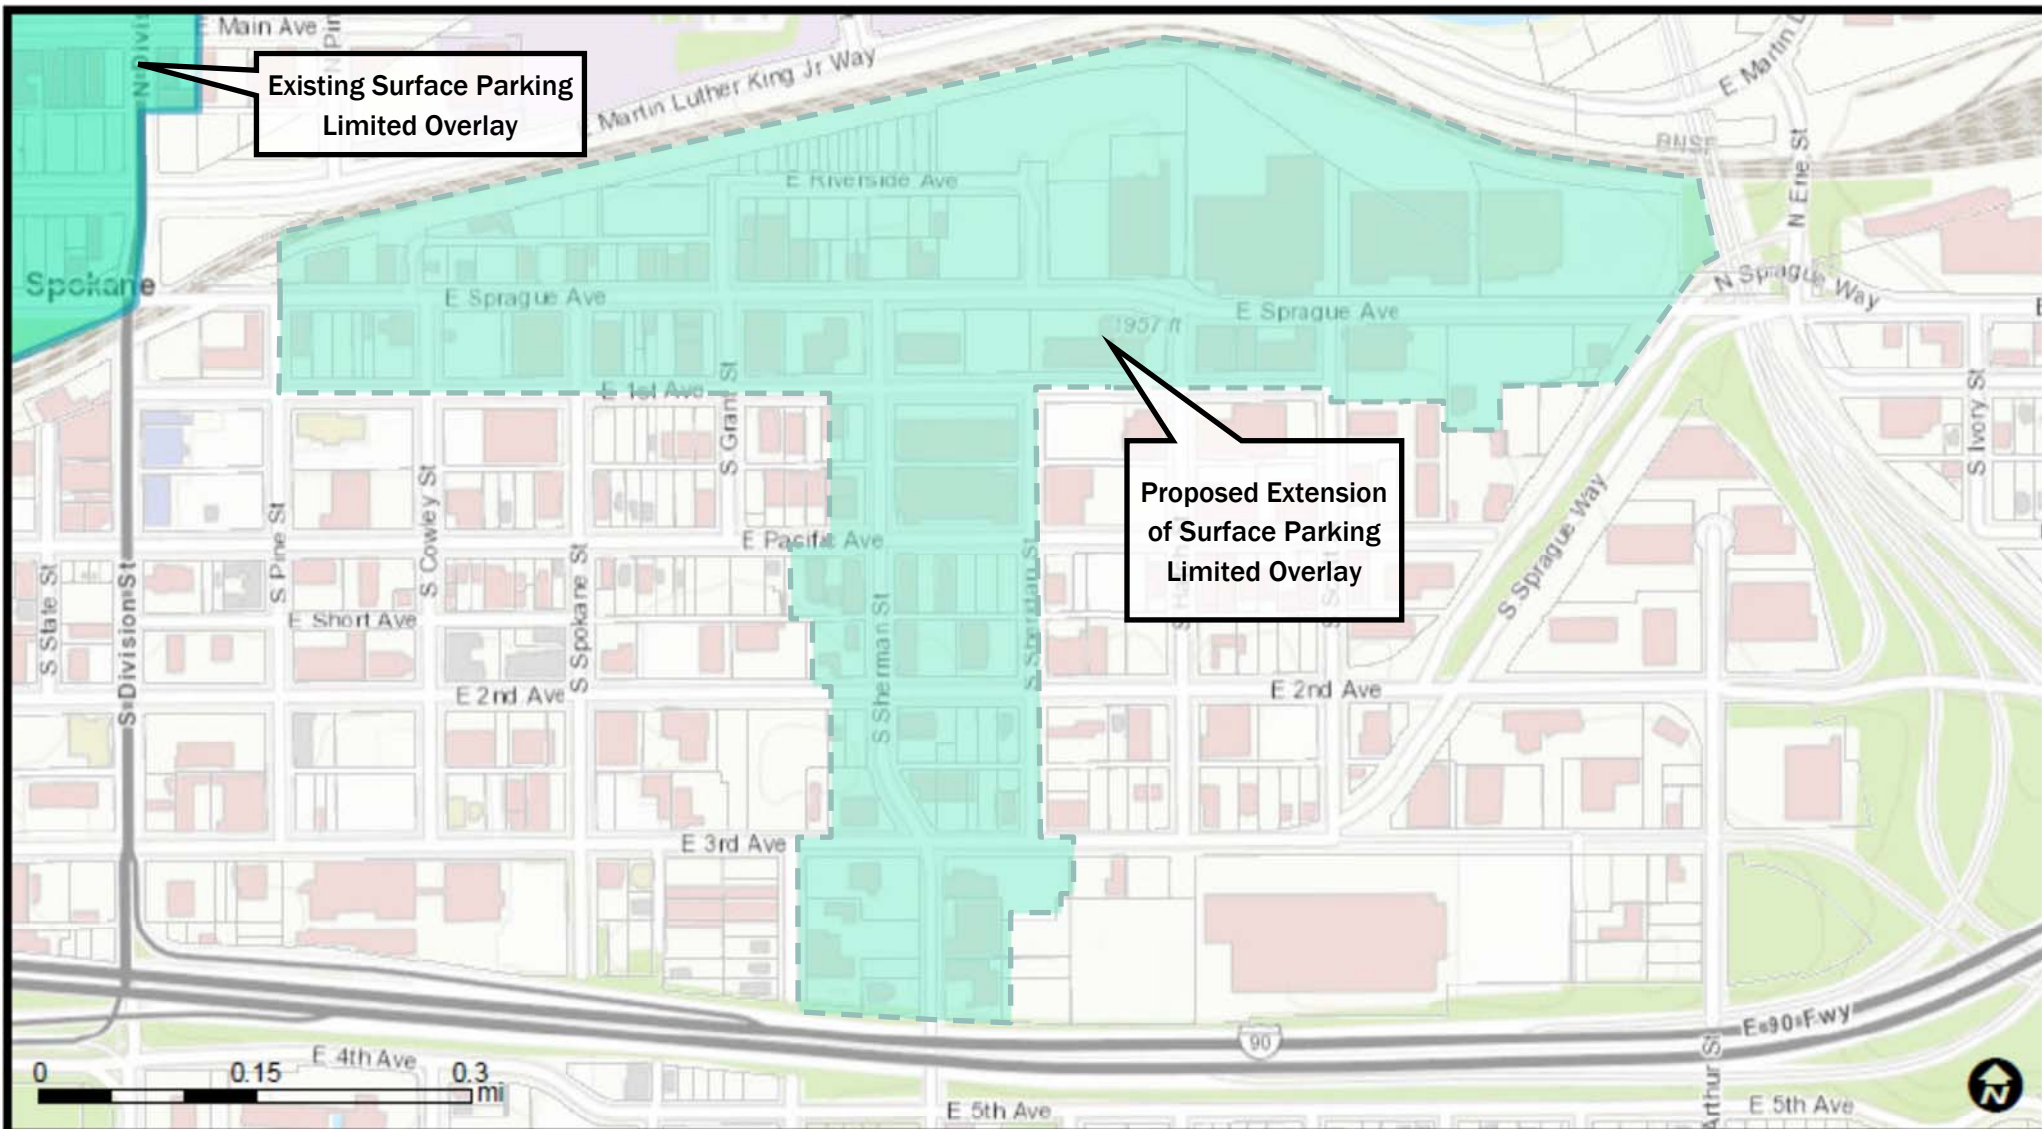 E Main Ave
N Pin
N Divis
Existing Surface Parking
Limited Overlay
E Martin Luther King Jr Way
E Martin L
BNSF
N Erie St
E Riverside Ave
Spokane
E Sprague Ave
1957 ft
E Sprague Ave
N Sprague Way
E 1st Ave
S Grant St
S Ivory St
Proposed Extension
of Surface Parking
Limited Overlay
S Pine St
S Cowley St
E Pacific Ave
S Spokane St
S Sherman St
S Sheridan St
S Sprague Way
S State St
S Division St
E Short Ave
E 2nd Ave
E 2nd Ave
E 3rd Ave
90
E 90 Fwy
E 4th Ave
0 0.15 0.3
mi
Arthur St
E 5th Ave
E 5th Ave
N